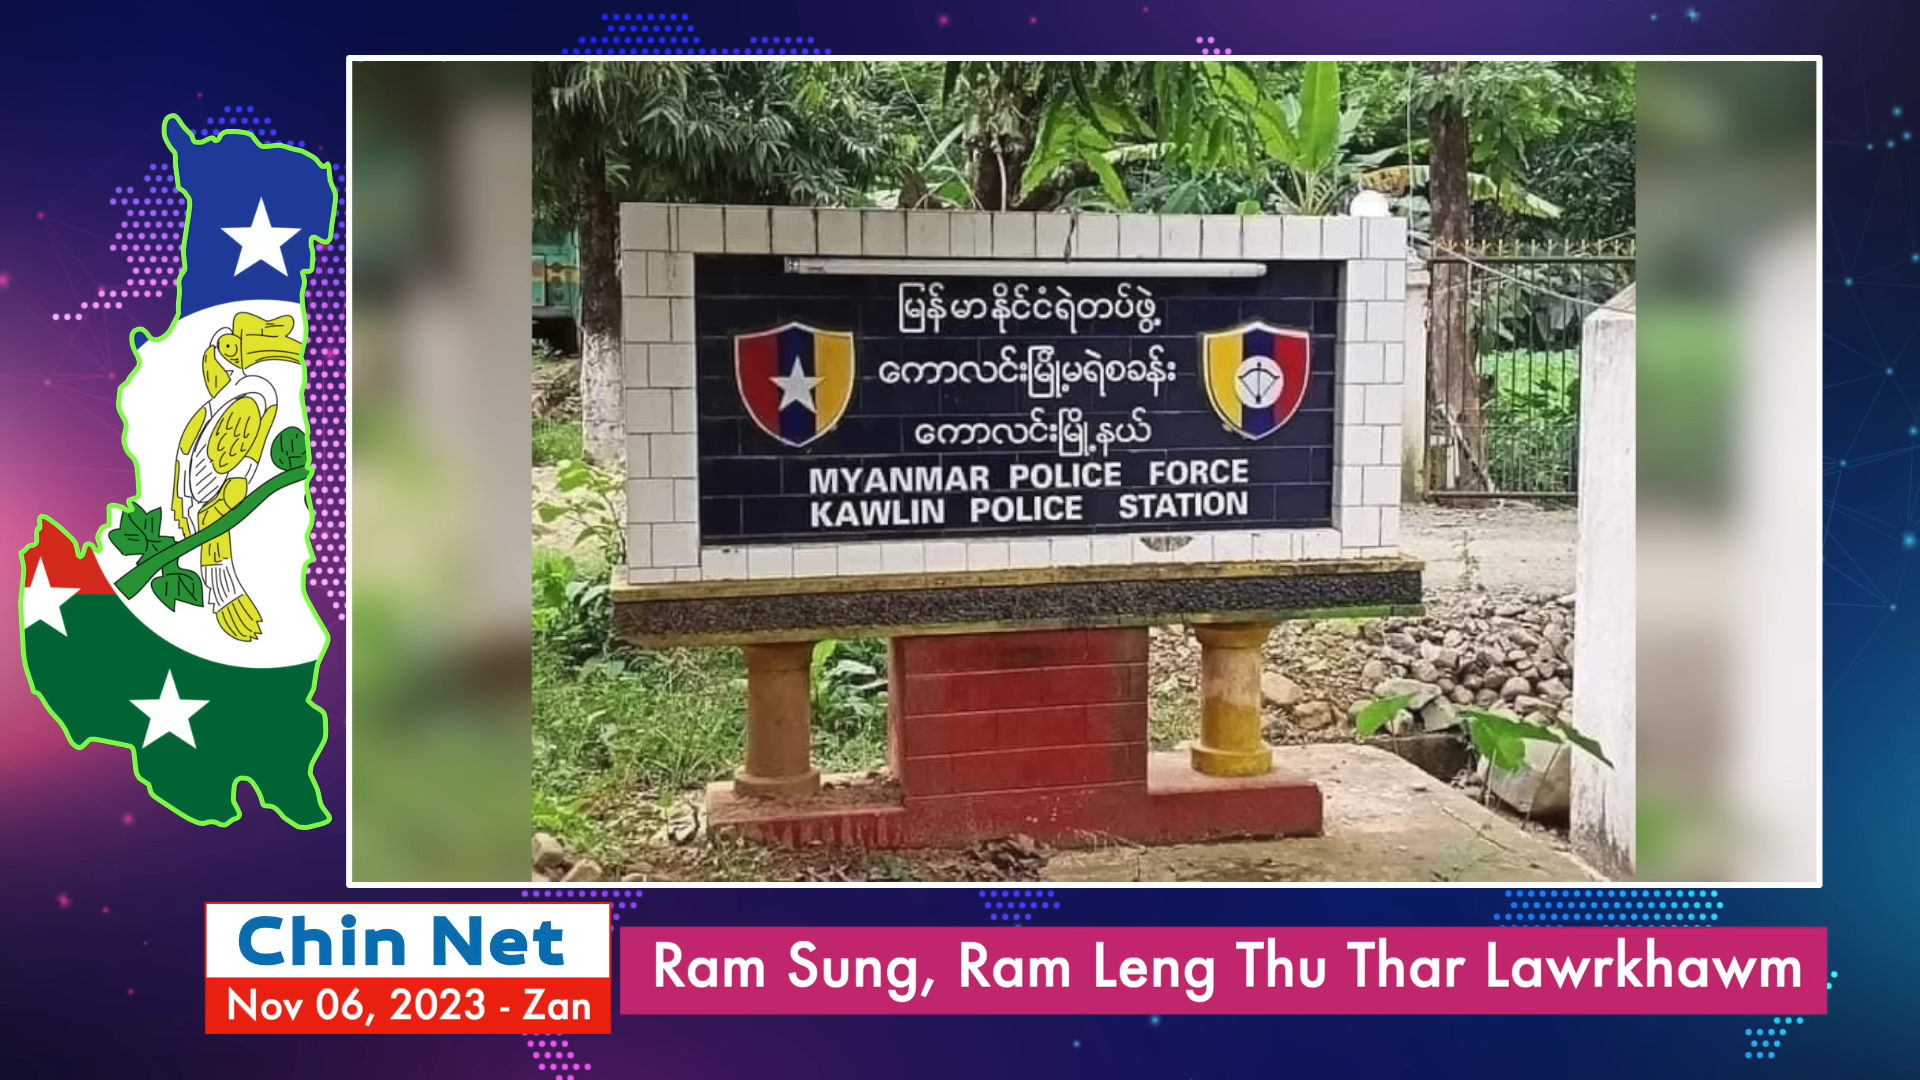 မြန်မာနိုင်ငံရဲတပ်ဖွဲ့
ကောလင်းမြို့မရဲစခန်း
ကောလင်းမြို့နယ်
MYANMAR POLICE FORCE
KAWLIN POLICE STATION
Chin Net
Nov 06, 2023 - Zan
Ram Sung, Ram Leng Thu Thar Lawrkhawm